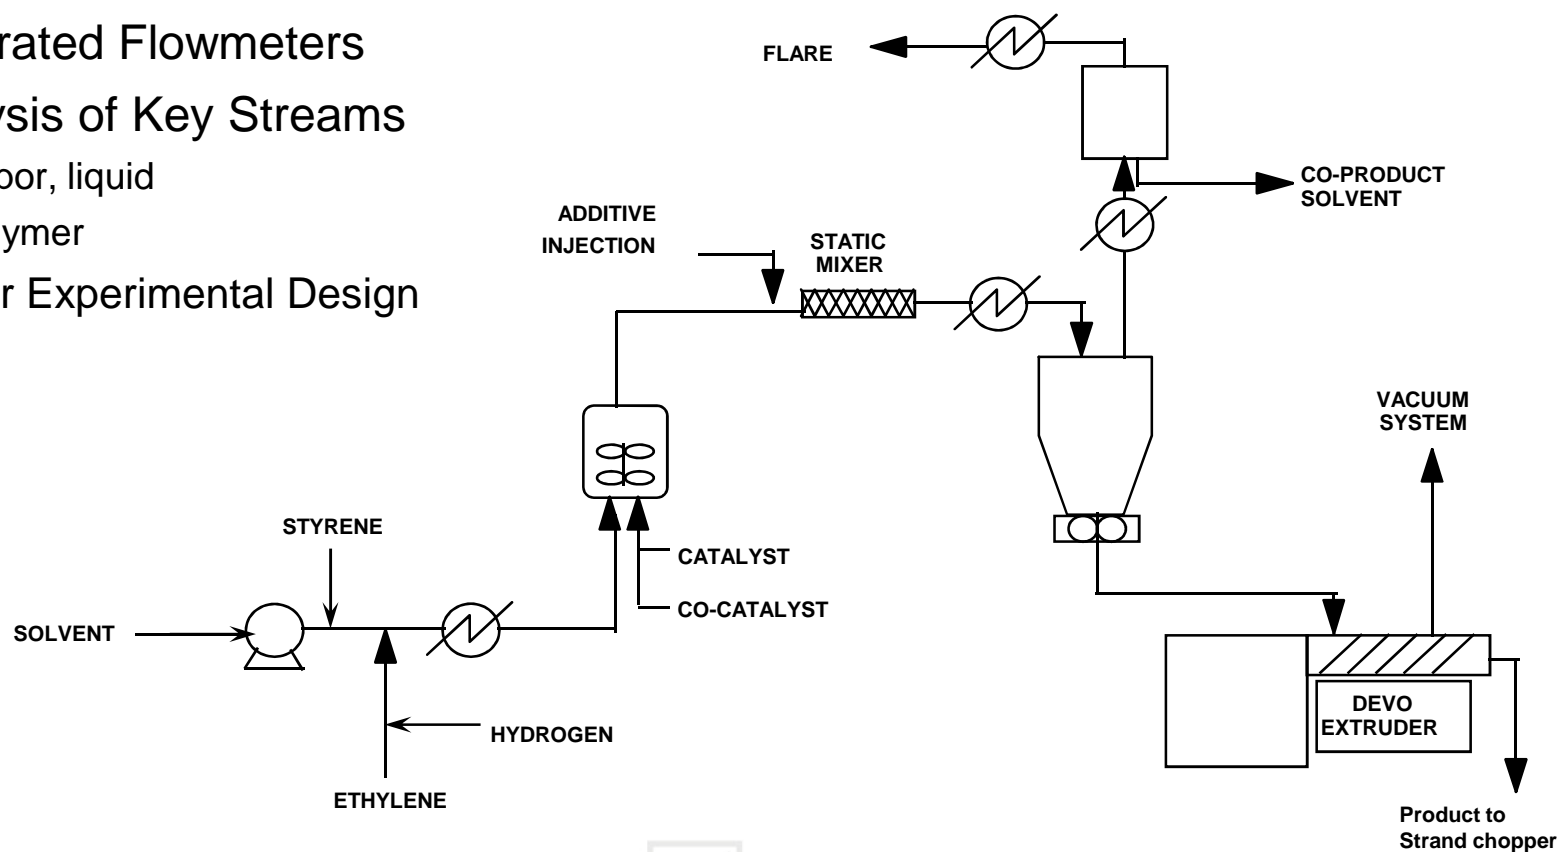 rated Flowmeters
ysis of Key Streams
oor, liquid
ymer
r Experimental Design
FLARE
CO-PRODUCT
SOLVENT
ADDITIVE
INJECTION
STATIC
MIXER
VACUUM
SYSTEM
STYRENE
CATALYST
CO-CATALYST
SOLVENT
HYDROGEN
ETHYLENE
DEVO
EXTRUDER
Product to
Strand chopper